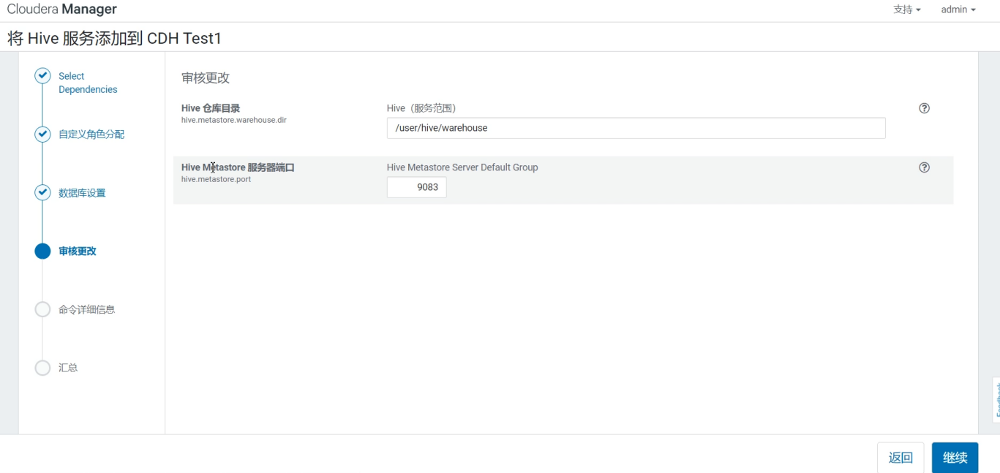 Cloudera Manager
支持
admin
将 Hive 服务添加到 CDH Test1
Select
Dependencies
自定义角色分配
数据库设置
审核更改
命令详细信息
汇总
审核更改
Hive 仓库目录
hive.metastore.warehouse.dir
Hive（服务范围）
/user/hive/warehouse
Hive Metastore 服务器端口
hive.metastore.port
Hive Metastore Server Default Group
9083
Feedback
返回
继续